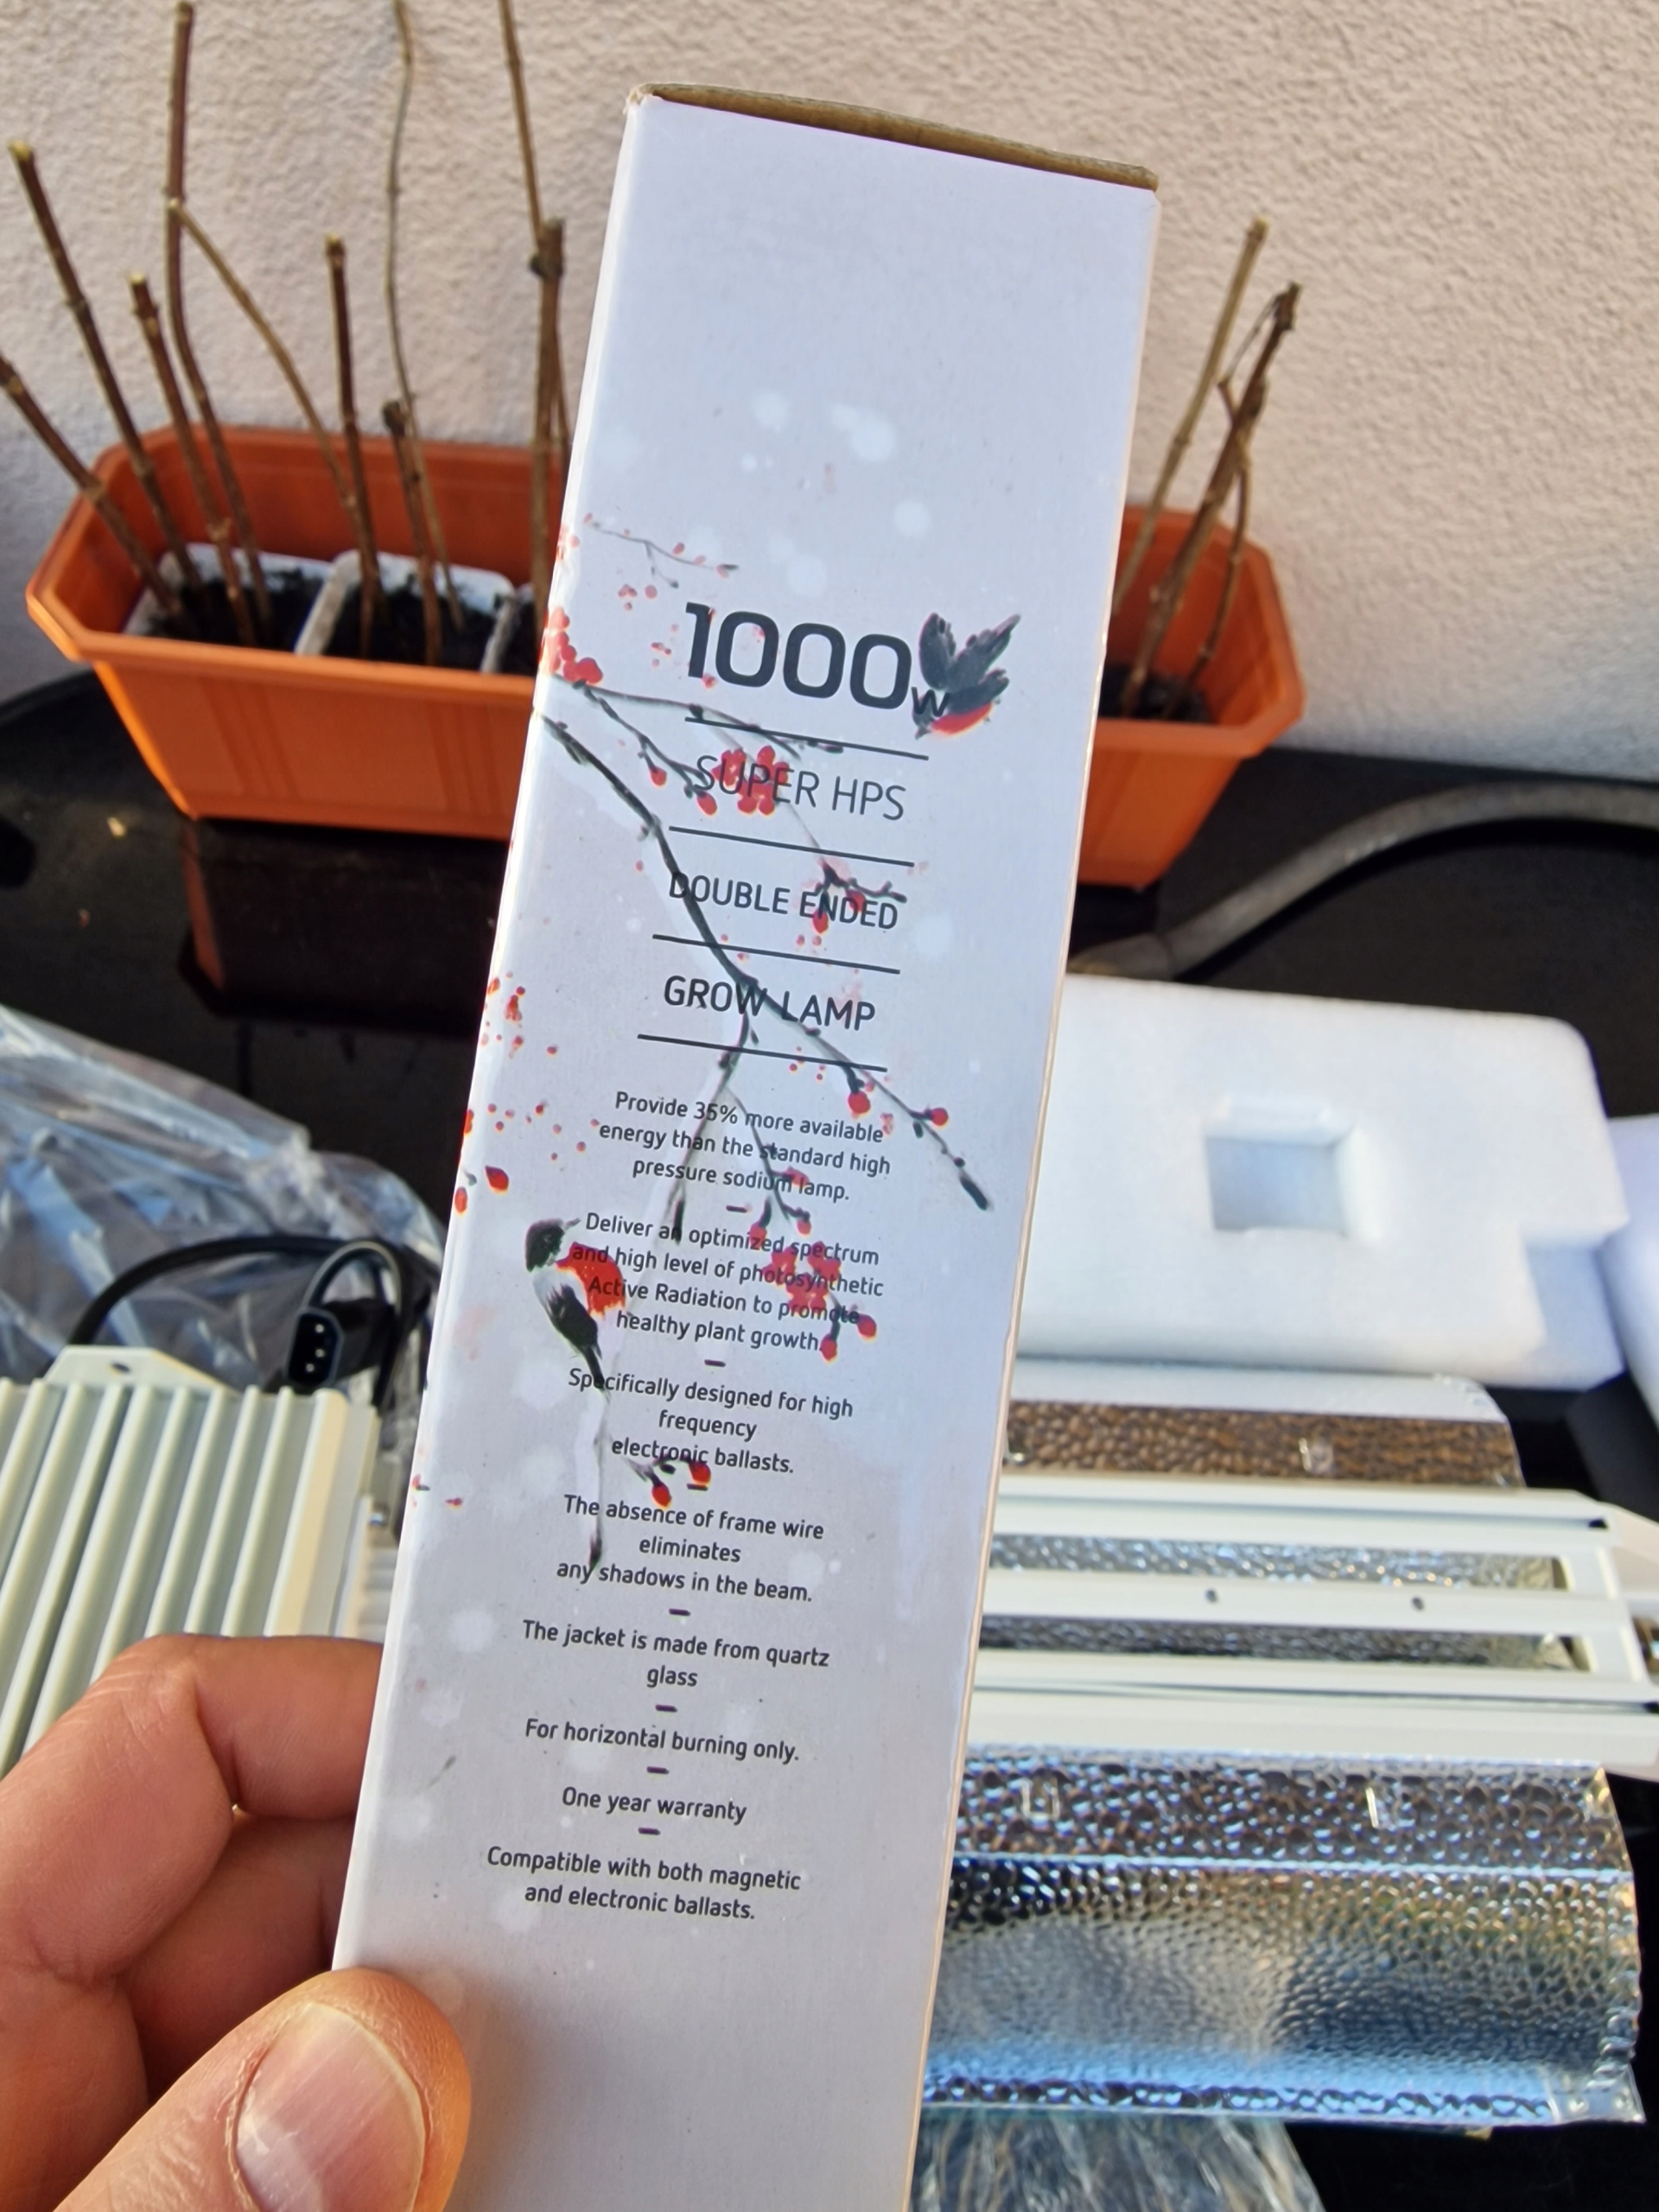 1000w
SUPER HPS
DOUBLE ENDED
GROW LAMP
Provide 35% more available
energy than the standard high
pressure sodium lamp.
Deliver an optimized spectrum
and high level of photosynthetic
Active Radiation to promote
healthy plant growth.
Specifically designed for high
frequency
electronic ballasts.
The absence of frame wire
eliminates
any shadows in the beam.
The jacket is made from quartz
glass
For horizontal burning only.
One year warranty
Compatible with both magnetic
and electronic ballasts.